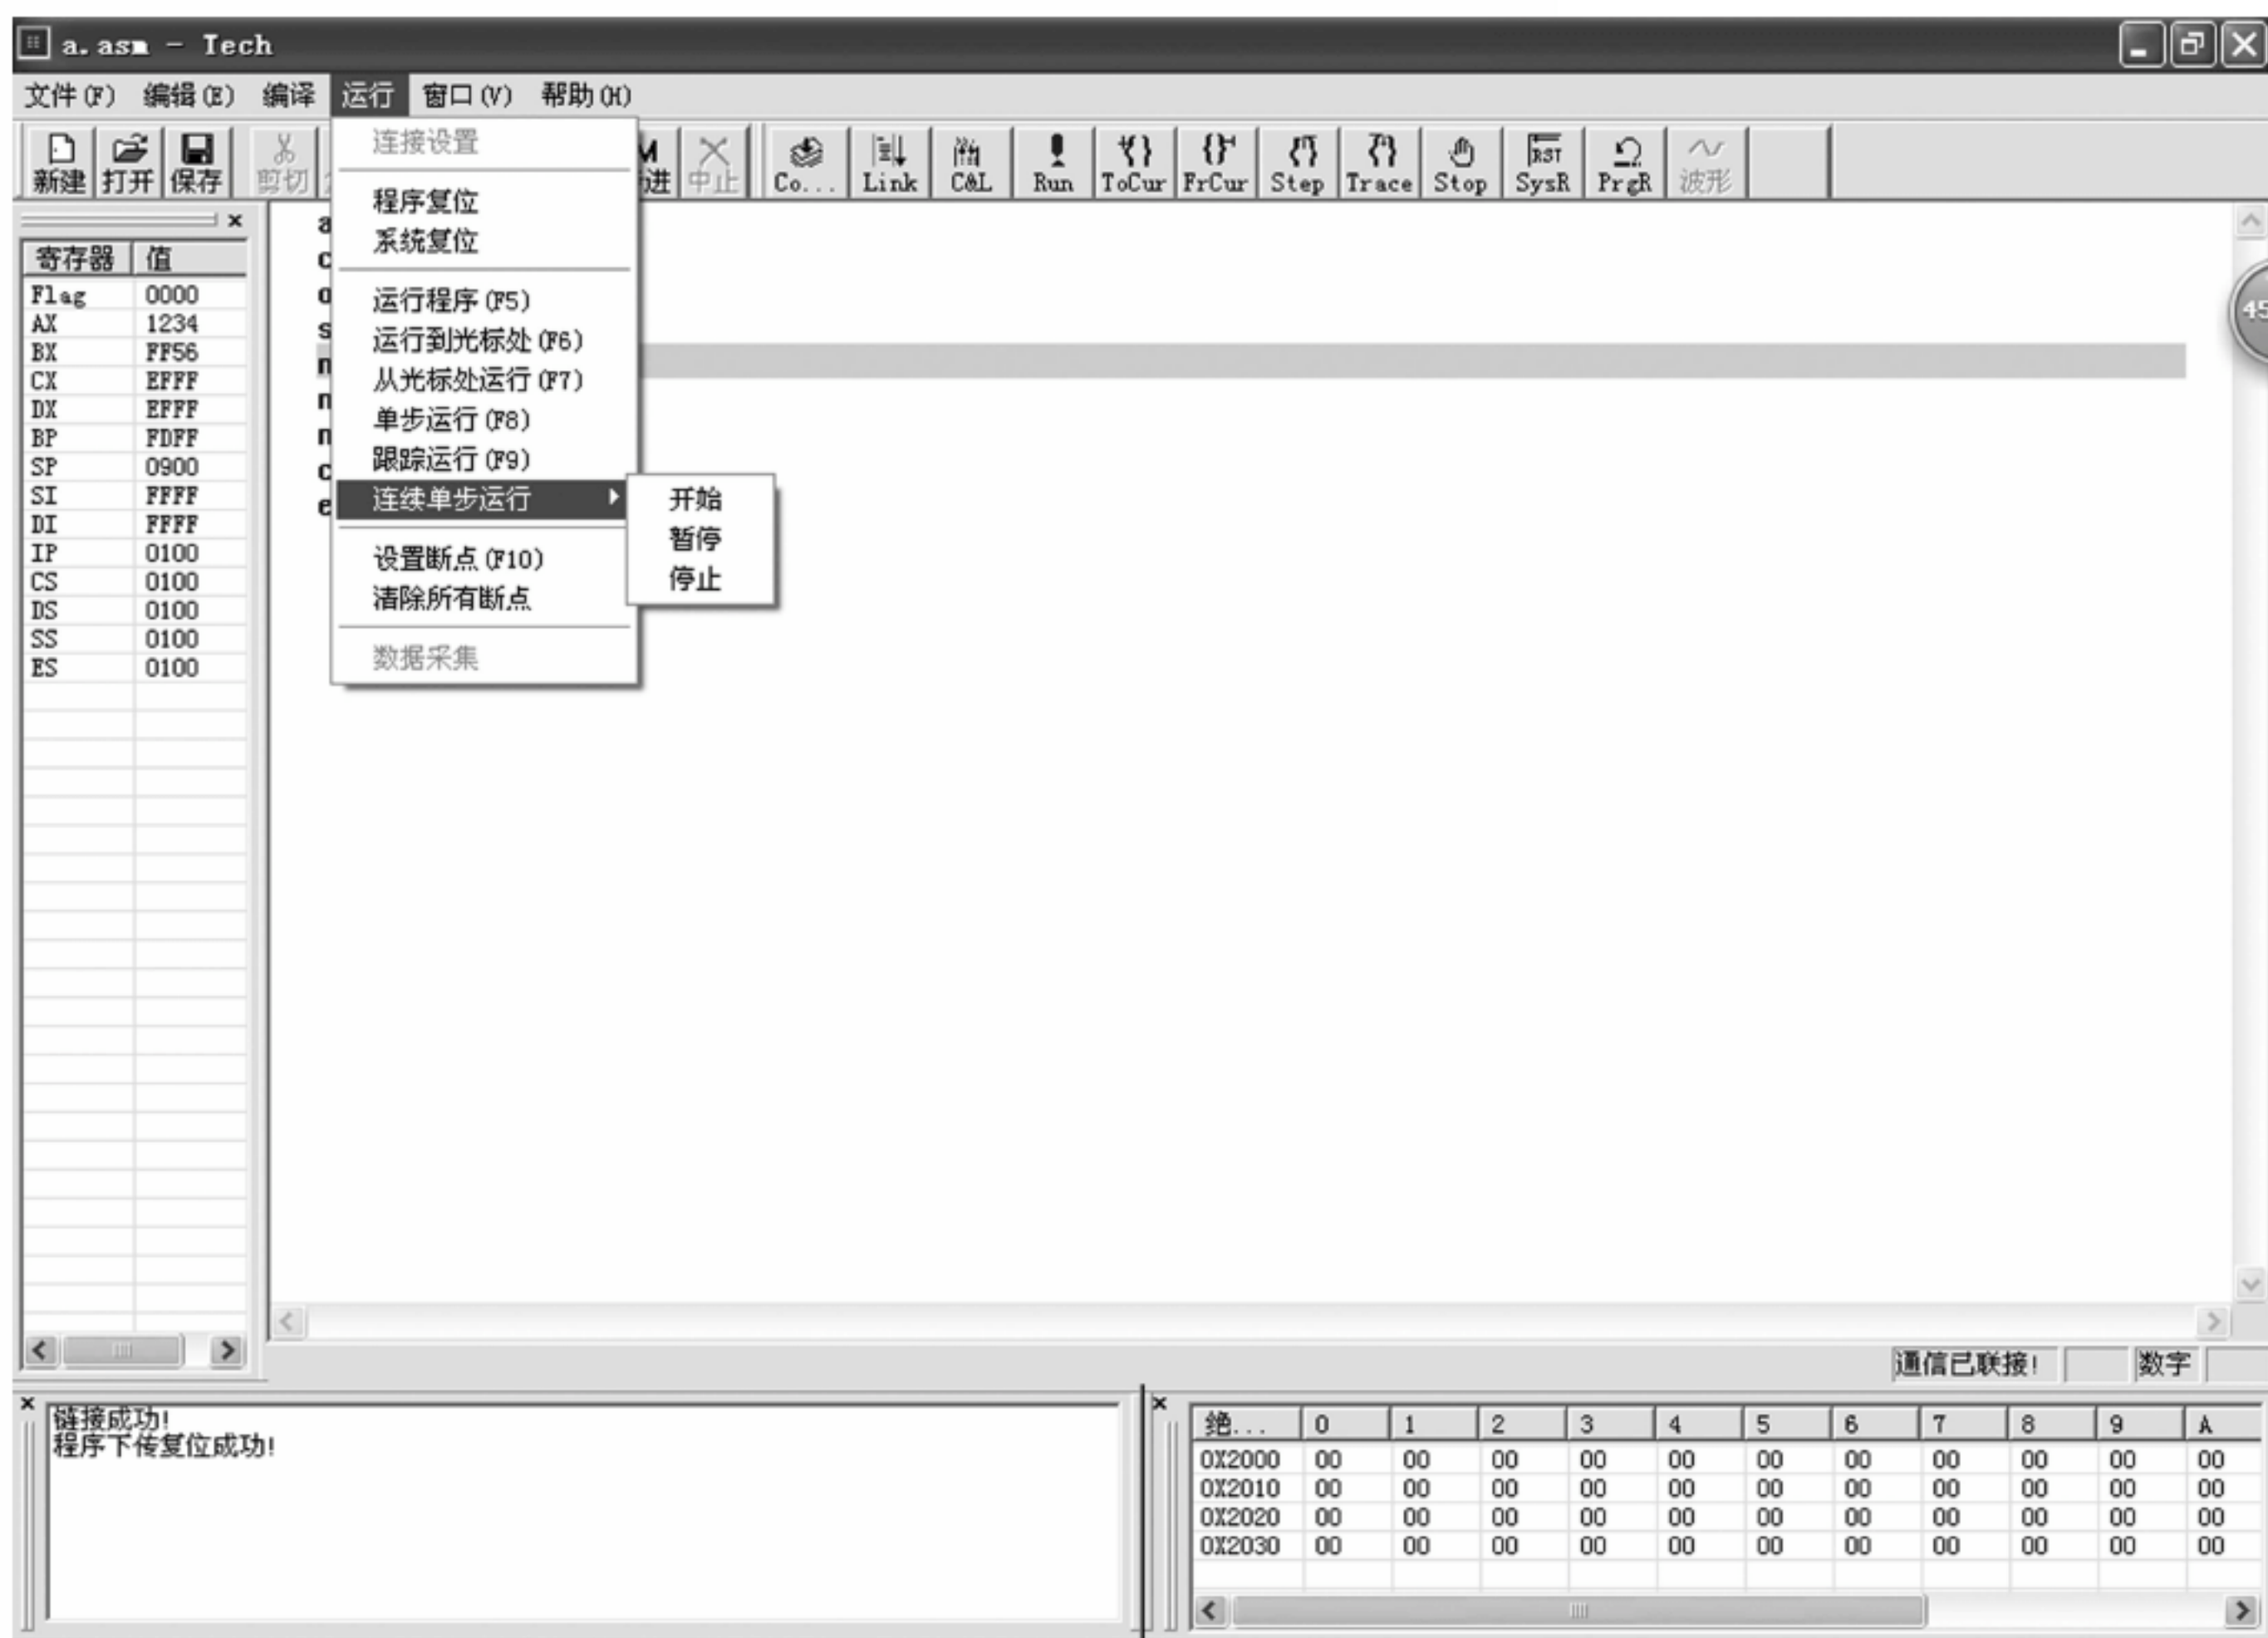 a.asm - Tech
文件(F) 编辑(E) 编译 运行 窗口(V) 帮助(H)
新建 打开 保存 剪切 进 中止 Co... Link C&L Run ToCur FrCur Step Trace Stop SysR PrgR 波形
连接设置
程序复位
系统复位
运行程序(F5)
运行到光标处(F6)
从光标处运行(F7)
单步运行(F8)
跟踪运行(F9)
连续单步运行
设置断点(F10)
清除所有断点
数据采集
开始
暂停
停止
寄存器 值
Flag 0000
AX 1234
BX FF56
CX EFFF
DX EFFF
BP FDFF
SP 0900
SI FFFF
DI FFFF
IP 0100
CS 0100
DS 0100
SS 0100
ES 0100
45
通信已联接! 数字
链接成功!
程序下传复位成功!
绝... 0 1 2 3 4 5 6 7 8 9 A
0X2000 00 00 00 00 00 00 00 00 00 00 00
0X2010 00 00 00 00 00 00 00 00 00 00 00
0X2020 00 00 00 00 00 00 00 00 00 00 00
0X2030 00 00 00 00 00 00 00 00 00 00 00